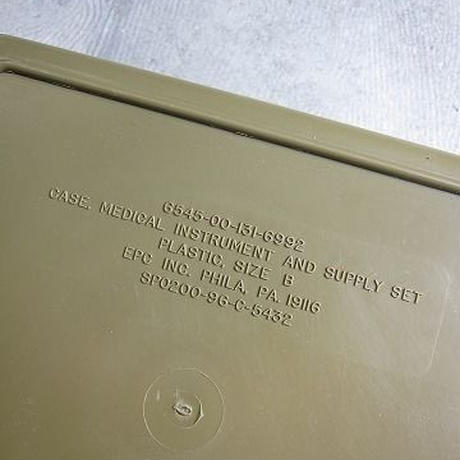 6545-00-131-6992
CASE, MEDICAL INSTRUMENT AND SUPPLY SET
PLASTIC, SIZE B
EPC INC. PHILA, PA. 19116
SPO200-96-C-5432